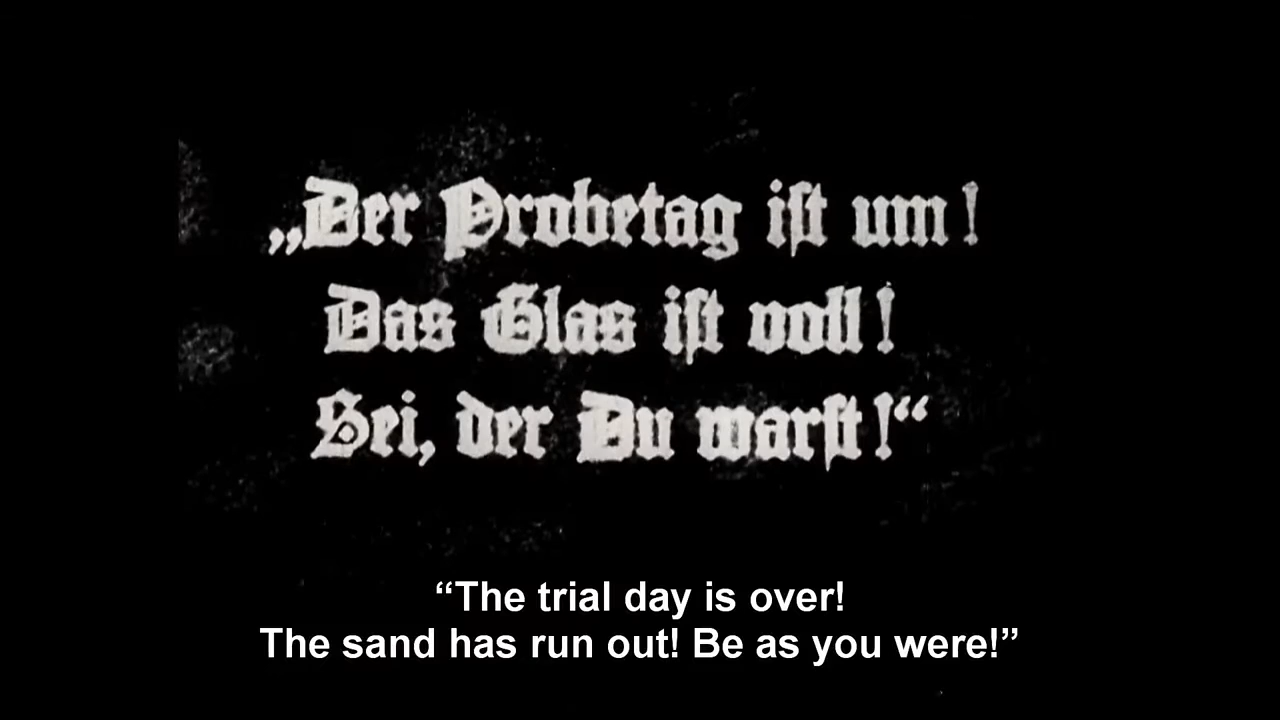 „Der Probetag ist um!
Das Glas ist voll!
Sei, der Du warst!“
“The trial day is over!
The sand has run out! Be as you were!”